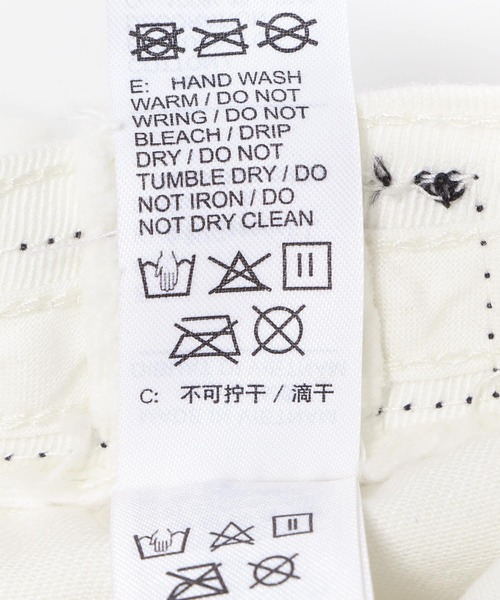 E: HAND WASH
WARM / DO NOT
WRING / DO NOT
BLEACH / DRIP
DRY / DO NOT
TUMBLE DRY / DO
NOT IRON / DO
NOT DRY CLEAN
C: 不可拧干 / 滴干